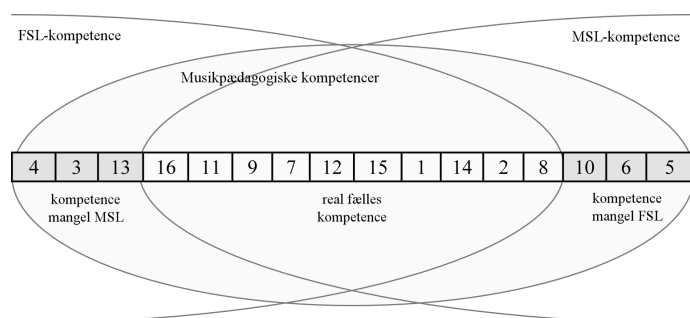 FSL-kompetence
MSL-kompetence
Musikpædagogiske kompetencer
4 3 13 16 11 9 7 12 15 1 14 2 8 10 6 5
kompetence
mangel MSL
real fælles
kompetence
kompetence
mangel FSL